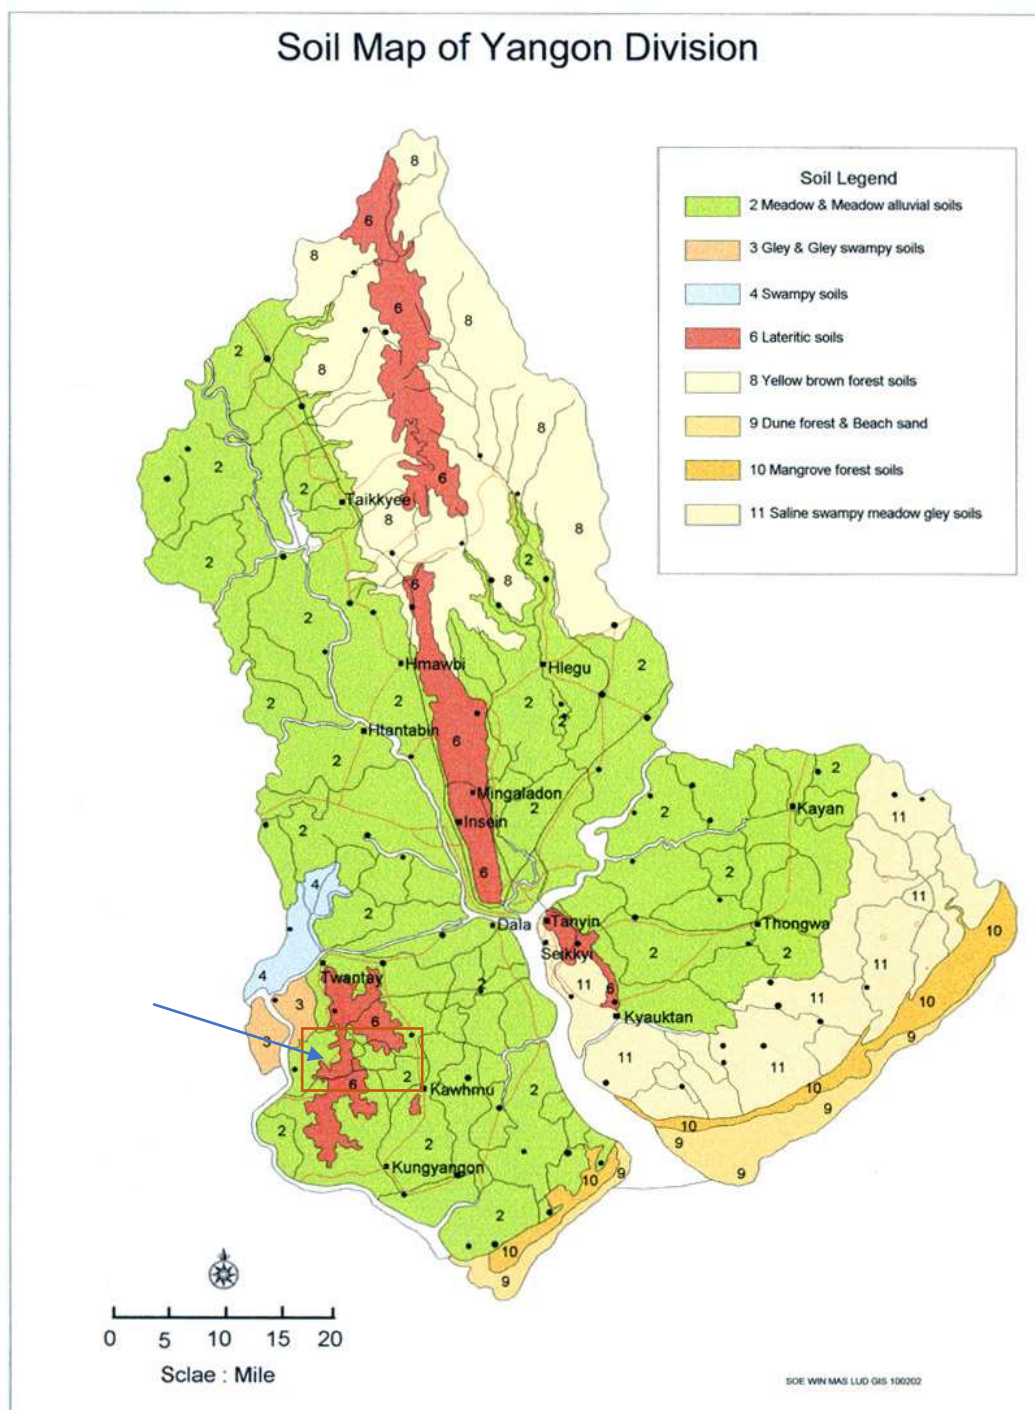 Soil Map of Yangon Division
Soil Legend
2 Meadow & Meadow alluvial soils
3 Gley & Gley swampy soils
4 Swampy soils
6 Lateritic soils
8 Yellow brown forest soils
9 Dune forest & Beach sand
10 Mangrove forest soils
11 Saline swampy meadow gley soils
8
6
8
6
8
2
8
8
2
6
2
Taikkyee
8
8
2
2
8
6
2
Hmawbi
Hlegu
2
2
2
2
2
Htantabin
6
2
2
Mingaladon
2
2
Kayan
11
Insein
2
6
2
11
4
2
Tanyin
Thongwa
10
Dala
Seikkyi
2
2
4
Twantay
11
2
11
6
11
10
3
6
Kyauktan
9
3
11
11
6
2
Kawhmu
2
10
9
10
2
2
9
Kungyangon
10
9
9
2
10
9
0 5 10 15 20
Sclae : Mile
SOE WIN MAS LUD GIS 100202